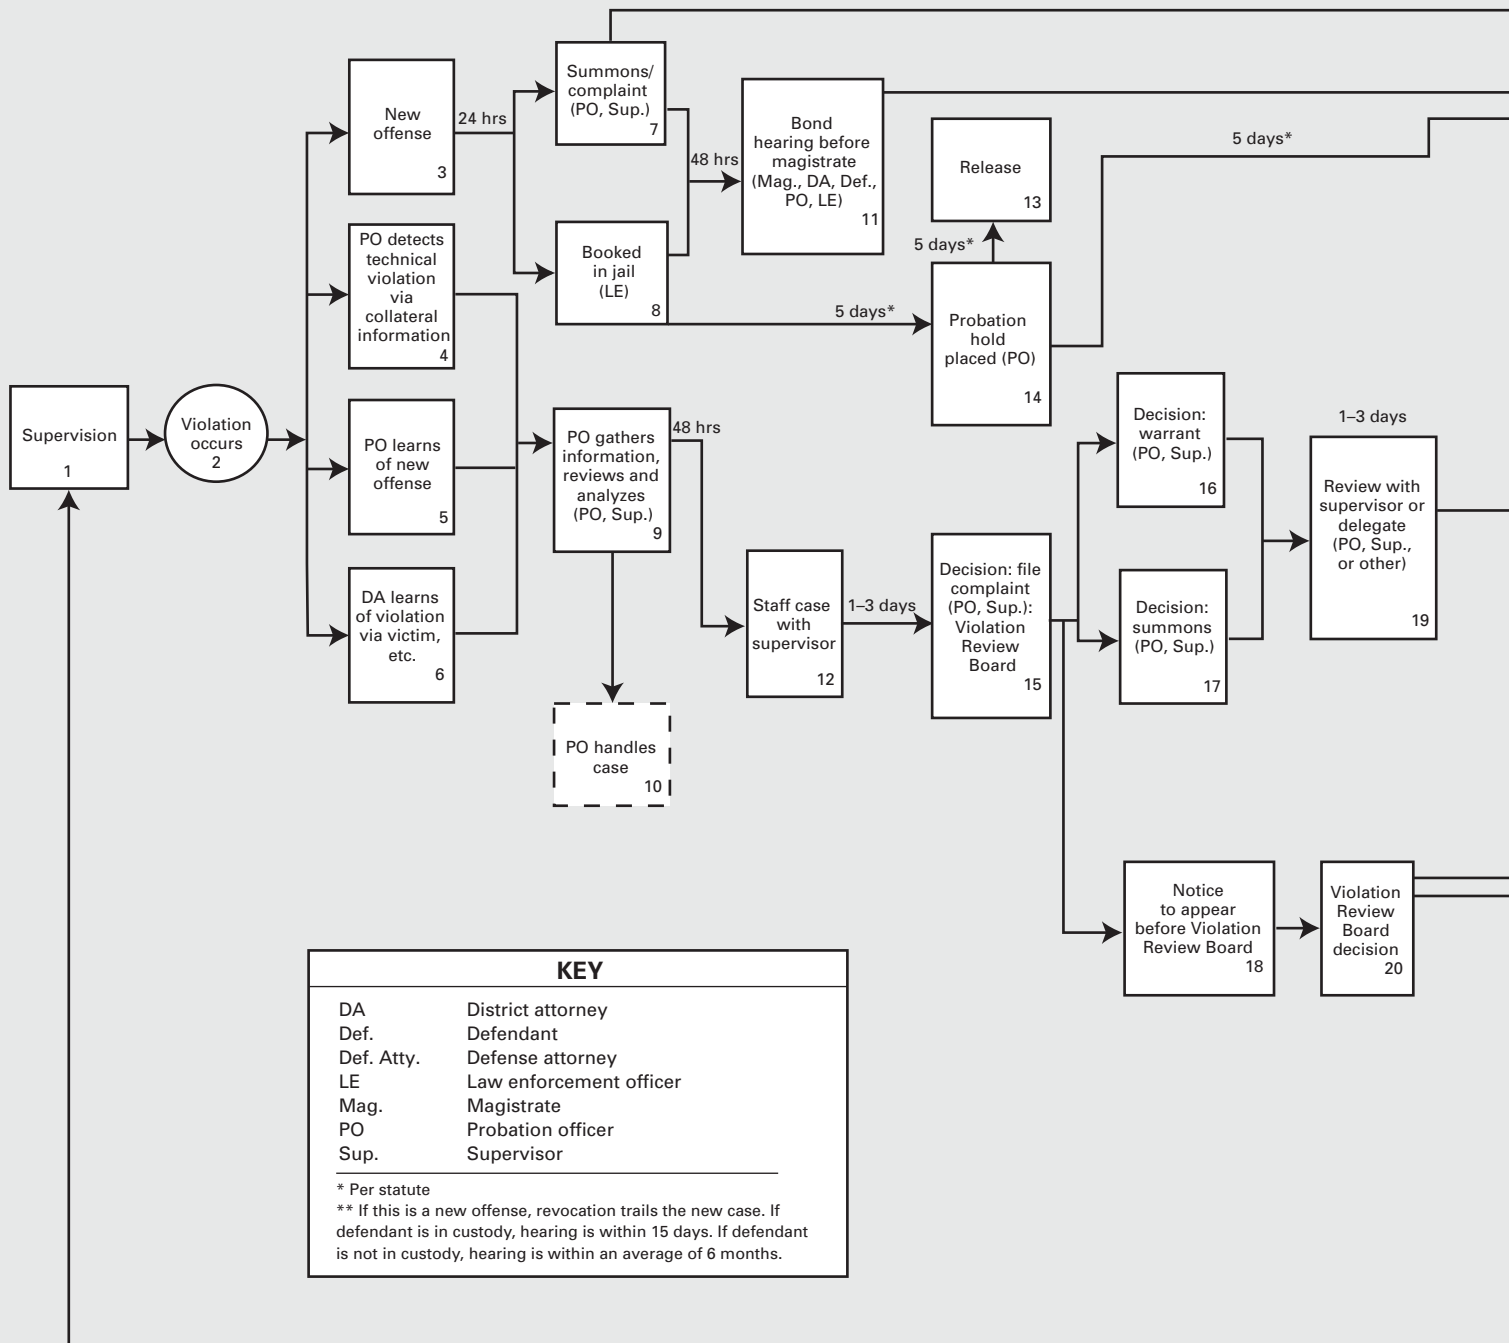 Supervision
1
Violation
occurs
2
New
offense
3
24 hrs
PO detects
technical
violation
via
collateral
information
4
PO learns
of new
offense
5
DA learns
of violation
via victim,
etc.
6
Summons/
complaint
(PO, Sup.)
7
Booked
in jail
(LE)
8
48 hrs
PO gathers
information,
reviews and
analyzes
(PO, Sup.)
9
48 hrs
PO handles
case
10
Bond
hearing before
magistrate
(Mag., DA, Def.,
PO, LE)
11
Staff case
with
supervisor
12
1–3 days
Release
13
5 days*
5 days*
Probation
hold
placed (PO)
14
5 days*
Decision: file
complaint
(PO, Sup.):
Violation
Review
Board
15
Decision:
warrant
(PO, Sup.)
16
Decision:
summons
(PO, Sup.)
17
Notice
to appear
before Violation
Review Board
18
1–3 days
Review with
supervisor or
delegate
(PO, Sup.,
or other)
19
Violation
Review
Board
decision
20
KEY
DA District attorney
Def. Defendant
Def. Atty. Defense attorney
LE Law enforcement officer
Mag. Magistrate
PO Probation officer
Sup. Supervisor
* Per statute
** If this is a new offense, revocation trails the new case. If
defendant is in custody, hearing is within 15 days. If defendant
is not in custody, hearing is within an average of 6 months.